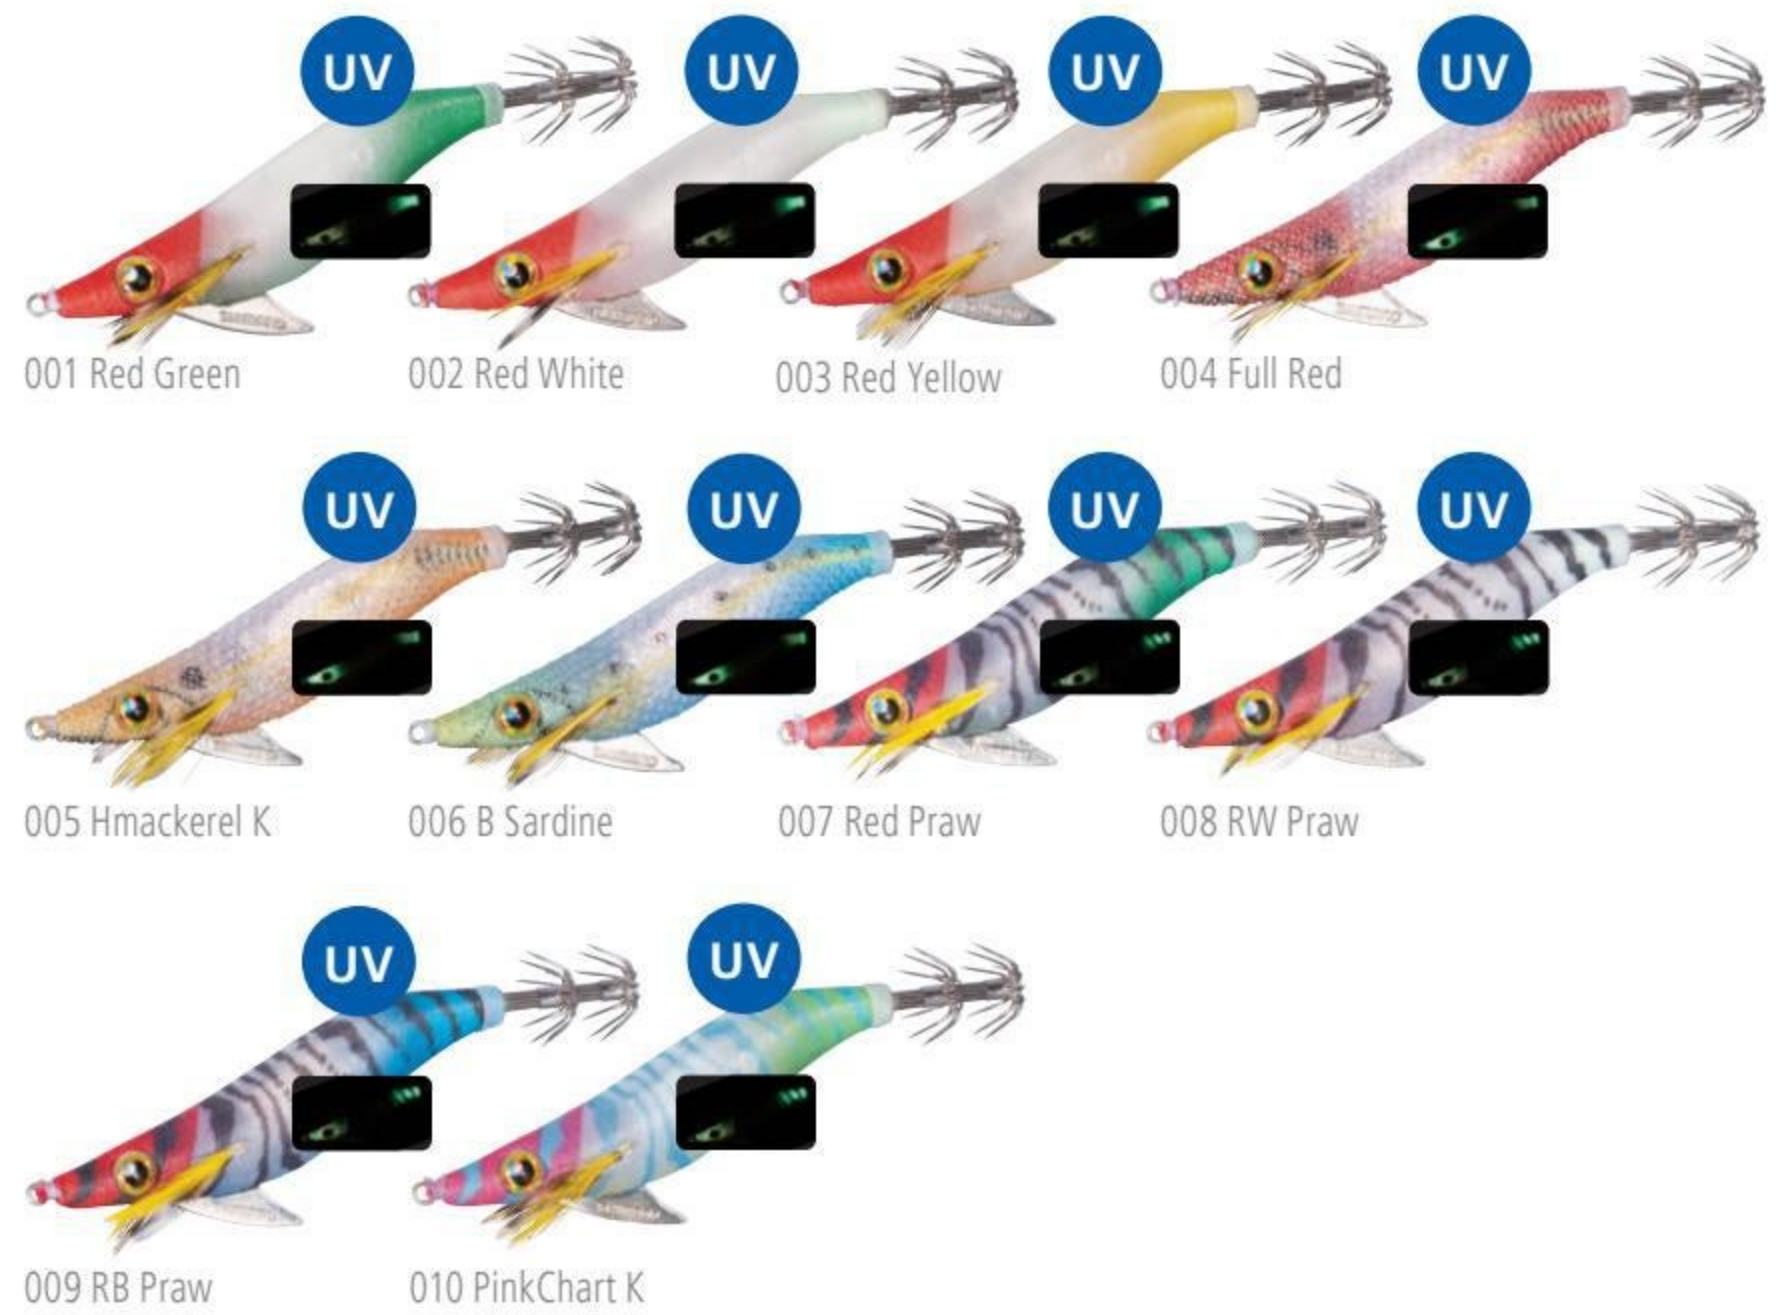 UV UV UV UV
001 Red Green 002 Red White 003 Red Yellow 004 Full Red
UV UV UV UV
005 Hmackerel K 006 B Sardine 007 Red Praw 008 RW Praw
UV UV
009 RB Praw 010 PinkChart K